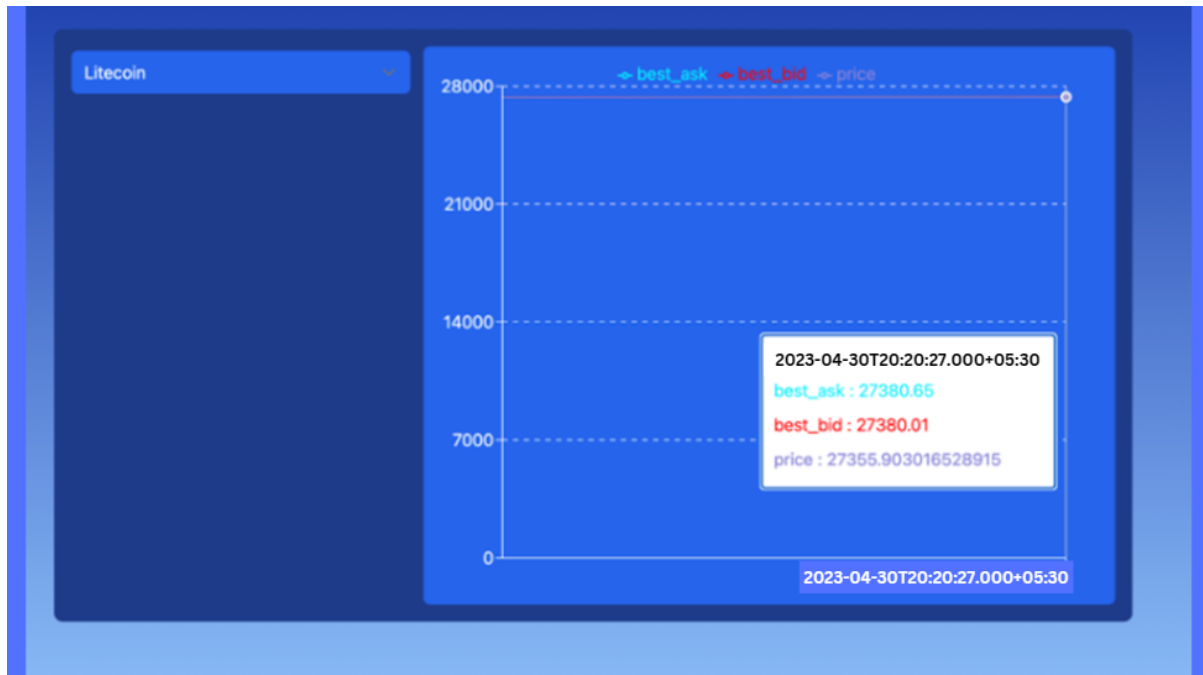 Litecoin
best_ask best_bid price
28000
21000
14000
7000
0
2023-04-30T20:20:27.000+05:30
best_ask : 27380.65
best_bid : 27380.01
price : 27355.903016528915
2023-04-30T20:20:27.000+05:30